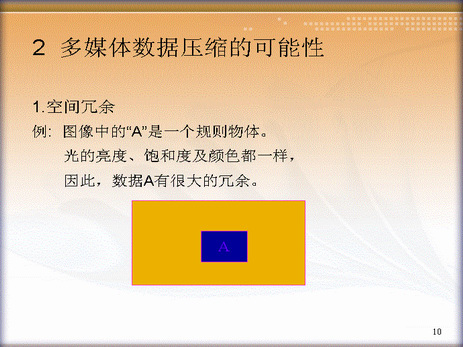 2 多媒体数据压缩的可能性
1.空间冗余
例: 图像中的“A”是一个规则物体。
光的亮度、饱和度及颜色都一样，
因此，数据A有很大的冗余。
A
10